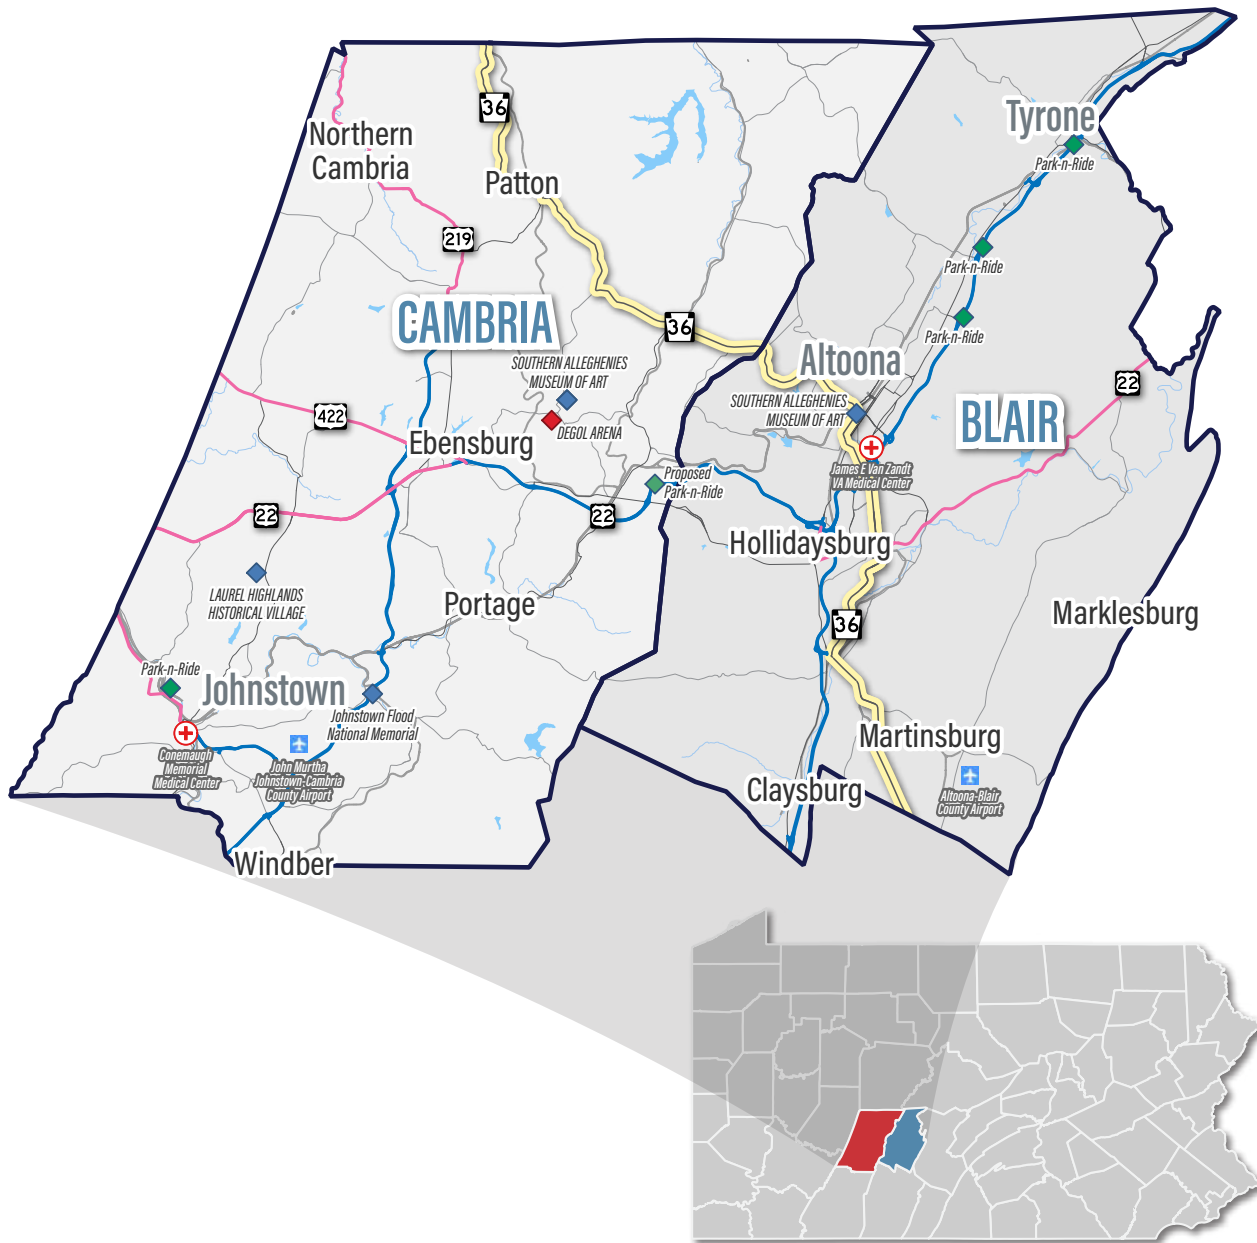 36
Tyrone
Park-n-Ride
Northern
Cambria
Patton
219
Park-n-Ride
Park-n-Ride
CAMBRIA
36
Altoona
SOUTHERN ALLEGHENIES
MUSEUM OF ART
DEGOL ARENA
SOUTHERN ALLEGHENIES
MUSEUM OF ART
22
BLAIR
422
Ebensburg
James E Van Zandt
VA Medical Center
Proposed
Park-n-Ride
22
22
Hollidaysburg
LAUREL HIGHLANDS
HISTORICAL VILLAGE
Portage
36
Marklesburg
Park-n-Ride
Johnstown
Johnstown Flood
National Memorial
Conemaugh
Memorial
Medical Center
John Murtha
Johnstown-Cambria
County Airport
Martinsburg
Claysburg
Altoona-Blair
County Airport
Windber